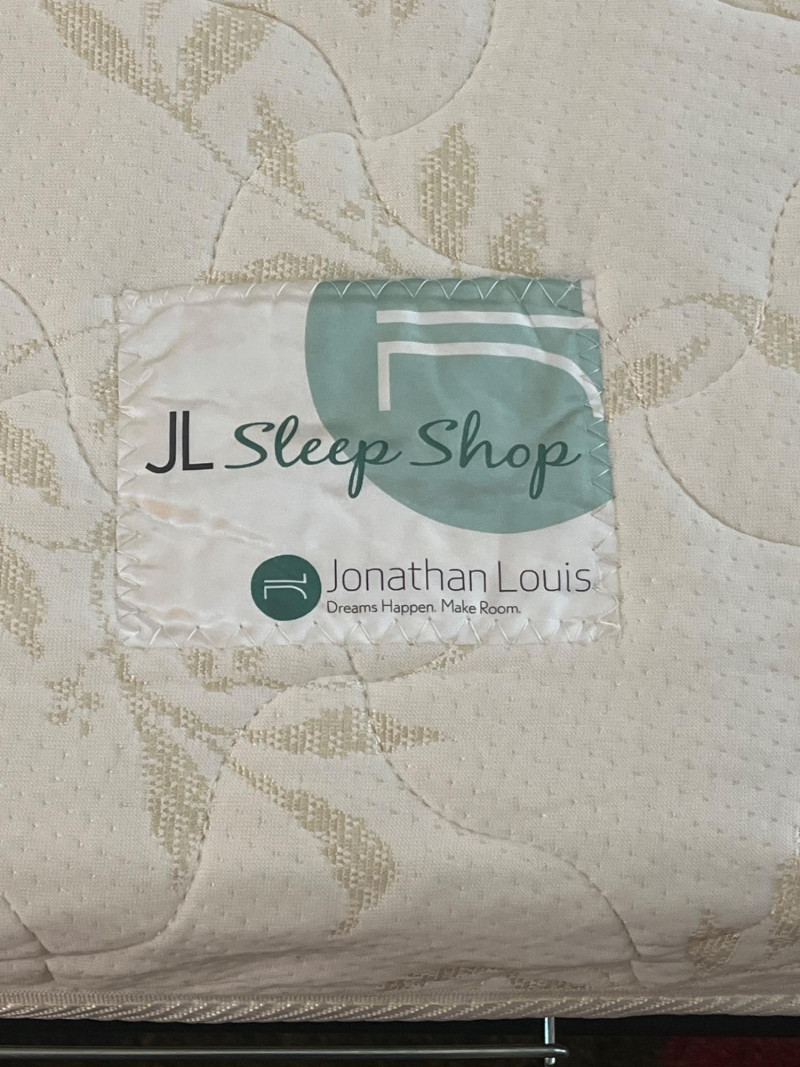 JL Sleep Shop
Jonathan Louis
Dreams Happen. Make Room.